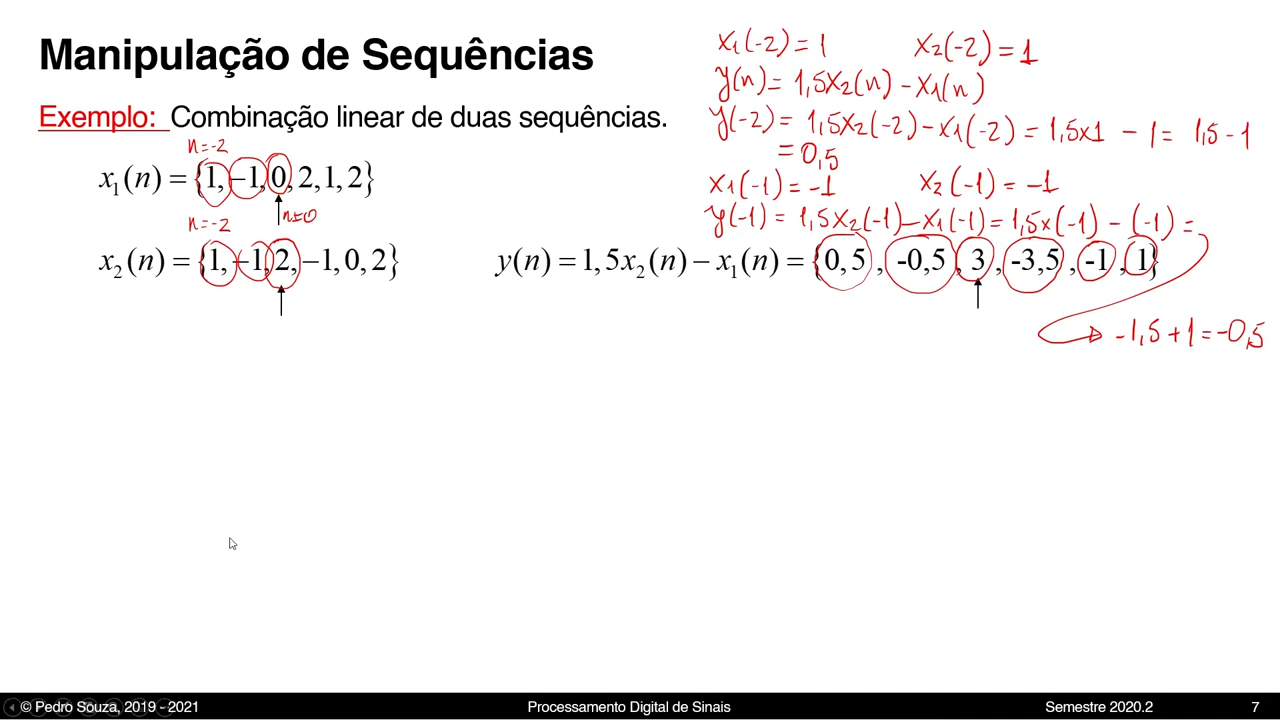 Manipulação de Sequências
x1(-2) = 1 x2(-2) = 1
y(n) = 1,5x2(n) - x1(n)
Exemplo: Combinação linear de duas sequências.
y(-2) = 1,5x2(-2) - x1(-2) = 1,5x1 - 1 = 1,5 - 1
= 0,5
n=-2
x₁(n) = {1, −1, 0, 2, 1, 2}
n=0
x1(-1) = -1 x2(-1) = -1
y(-1) = 1,5x2(-1) - x1(-1) = 1,5x(-1) - (-1) =
n=-2
x₂(n) = {1, −1, 2, −1, 0, 2}
y(n) = 1,5x₂(n) − x₁(n) = {0,5 , -0,5 , 3 , -3,5 , -1 , 1}
-1,5 + 1 = -0,5
© Pedro Souza, 2019 - 2021 Processamento Digital de Sinais Semestre 2020.2 7